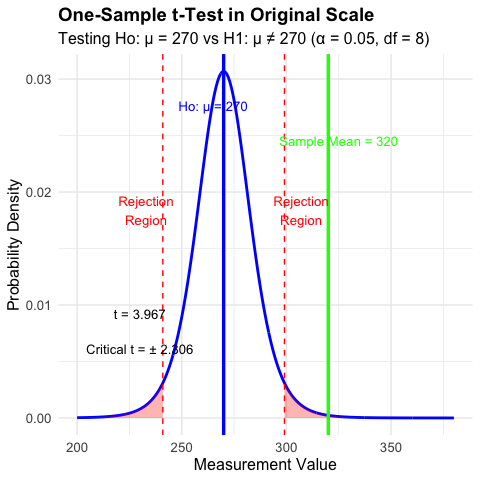 One-Sample t-Test in Original Scale
Testing Ho: μ = 270 vs H1: μ ≠ 270 (α = 0.05, df = 8)
0.03
Ho: μ = 270
Sample Mean = 320
0.02
Rejection
Region
Rejection
Region
Probability Density
0.01
t = 3.967
Critical t = ± 2.306
0.00
200
250
300
350
Measurement Value